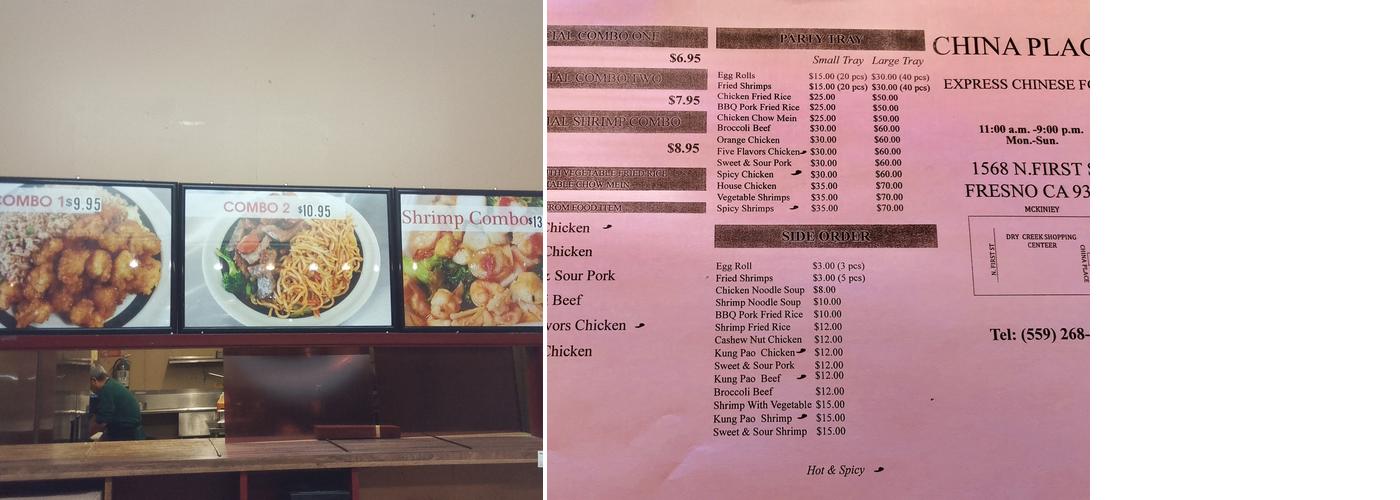 COMBO 1 $9.95
COMBO 2 $10.95
Shrimp Combo $13
COMBO ONE
$6.95
COMBO TWO
$7.95
SHRIMP COMBO
$8.95
VEGETABLE FRIED RICE
CHOW MEIN
FROM FOOD ITEM
Chicken
Chicken
Sour Pork
Beef
Chicken
Chicken
PARTY TRAY
Small Tray Large Tray
Egg Rolls $15.00 (20 pcs) $30.00 (40 pcs)
Fried Shrimps $15.00 (20 pcs) $30.00 (40 pcs)
Chicken Fried Rice $25.00 $50.00
BBQ Pork Fried Rice $25.00 $50.00
Chicken Chow Mein $25.00 $50.00
Broccoli Beef $30.00 $60.00
Orange Chicken $30.00 $60.00
Five Flavors Chicken $30.00 $60.00
Sweet & Sour Pork $30.00 $60.00
Spicy Chicken $30.00 $60.00
House Chicken $35.00 $70.00
Vegetable Shrimps $35.00 $70.00
Spicy Shrimps $35.00 $70.00
SIDE ORDER
Egg Roll $3.00 (3 pcs)
Fried Shrimps $3.00 (5 pcs)
Chicken Noodle Soup $8.00
Shrimp Noodle Soup $10.00
BBQ Pork Fried Rice $10.00
Shrimp Fried Rice $12.00
Cashew Nut Chicken $12.00
Kung Pao Chicken $12.00
Sweet & Sour Pork $12.00
Kung Pao Beef $12.00
Broccoli Beef $12.00
Shrimp With Vegetable $15.00
Kung Pao Shrimp $15.00
Sweet & Sour Shrimp $15.00
Hot & Spicy
CHINA PLAC
EXPRESS CHINESE FO
11:00 a.m. -9:00 p.m.
Mon.-Sun.
1568 N.FIRST S
FRESNO CA 93
MCKINIEY
N. FIRST ST
DRY CREEK SHOPPING
CENTEER
CHINA PLACE
Tel: (559) 268-